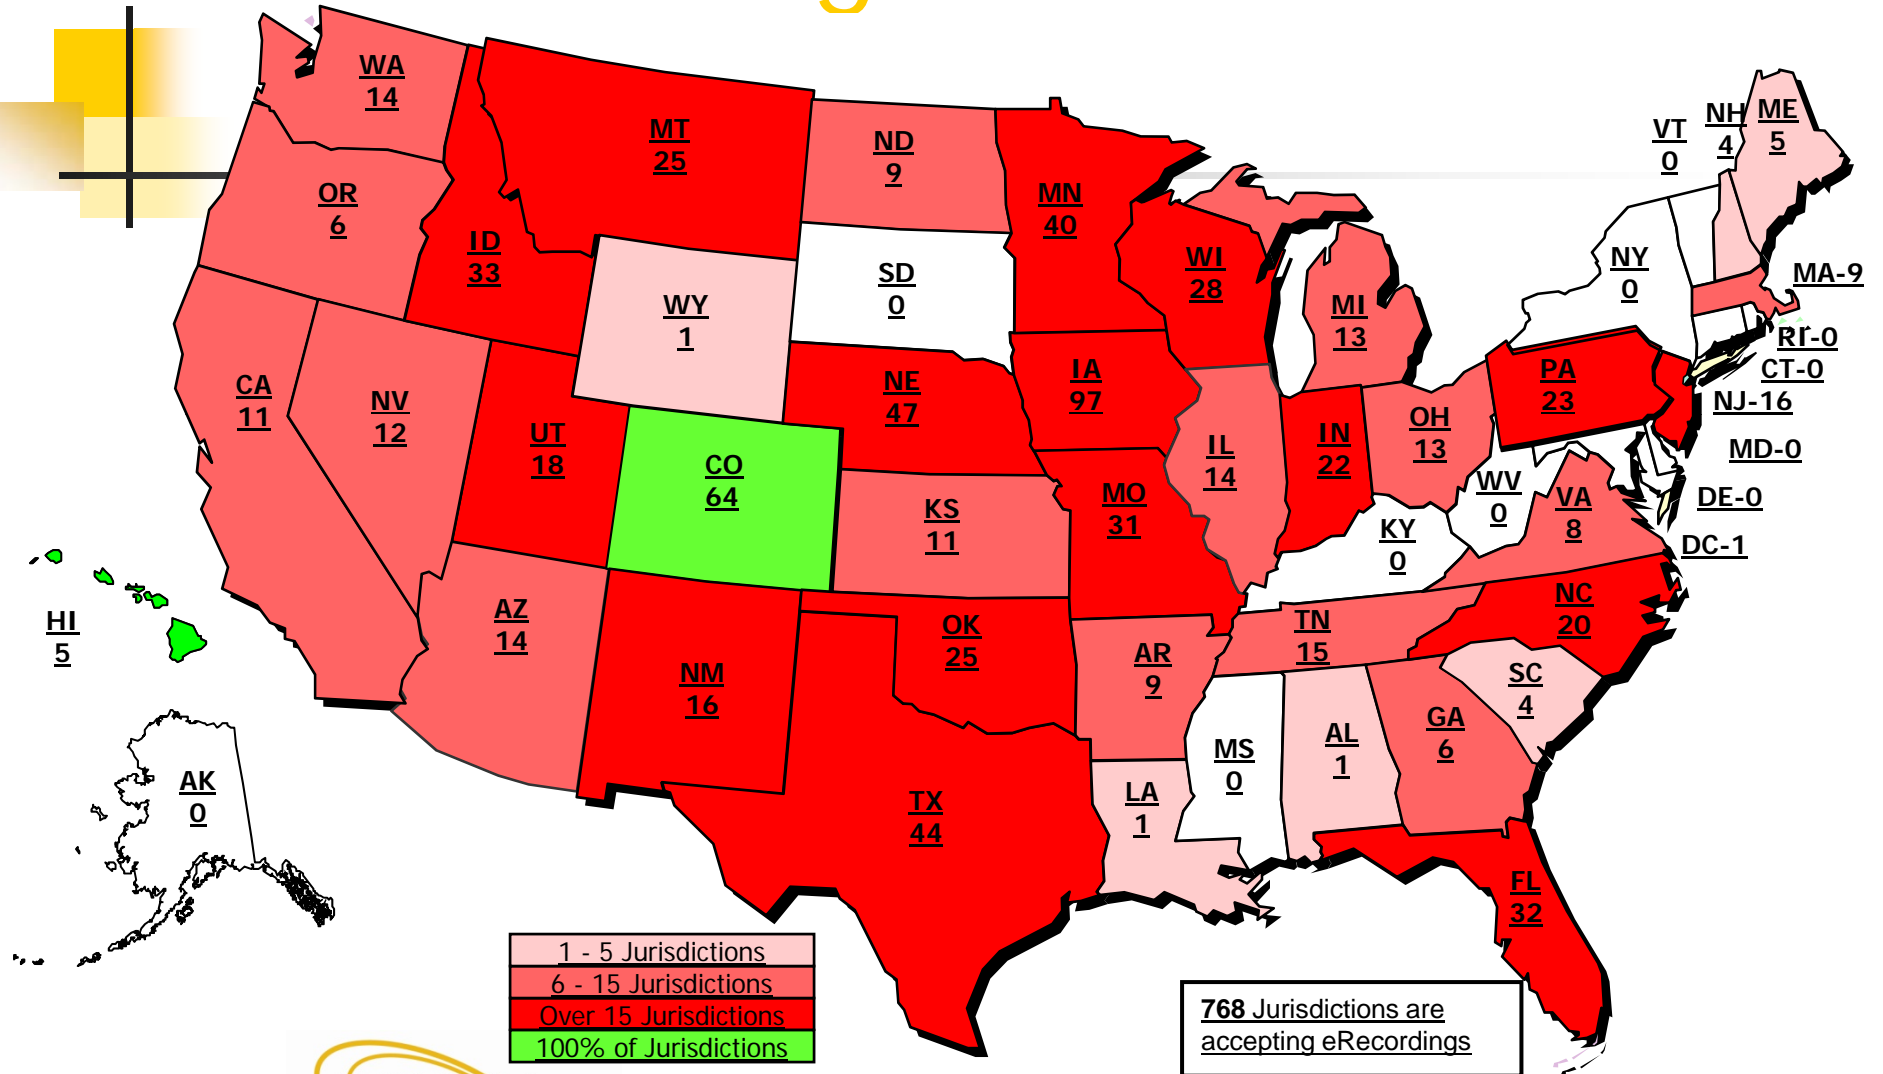 WA
14
MT
25
ND
9
MN
40
VT
0
NH
4
ME
5
OR
6
ID
33
WY
1
SD
0
WI
28
MI
13
NY
0
MA-9
RI-0
CT-0
NJ-16
MD-0
DE-0
DC-1
CA
11
NV
12
UT
18
CO
64
NE
47
IA
97
IL
14
IN
22
OH
13
PA
23
WV
0
VA
8
KS
11
MO
31
KY
0
HI
5
AZ
14
NM
16
OK
25
AR
9
TN
15
NC
20
SC
4
AK
0
TX
44
LA
1
MS
0
AL
1
GA
6
FL
32
1 - 5 Jurisdictions
6 - 15 Jurisdictions
Over 15 Jurisdictions
100% of Jurisdictions
768 Jurisdictions are
accepting eRecordings